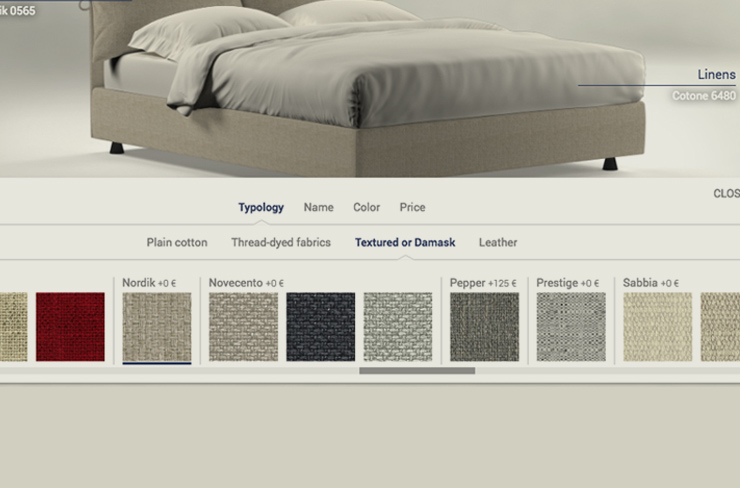 ik 0565
Linens
Cotone 6480
CLOS
Typology Name Color Price
Plain cotton Thread-dyed fabrics Textured or Damask Leather
Nordik +0 € Novecento +0 € Pepper +125 € Prestige +0 € Sabbia +0 €